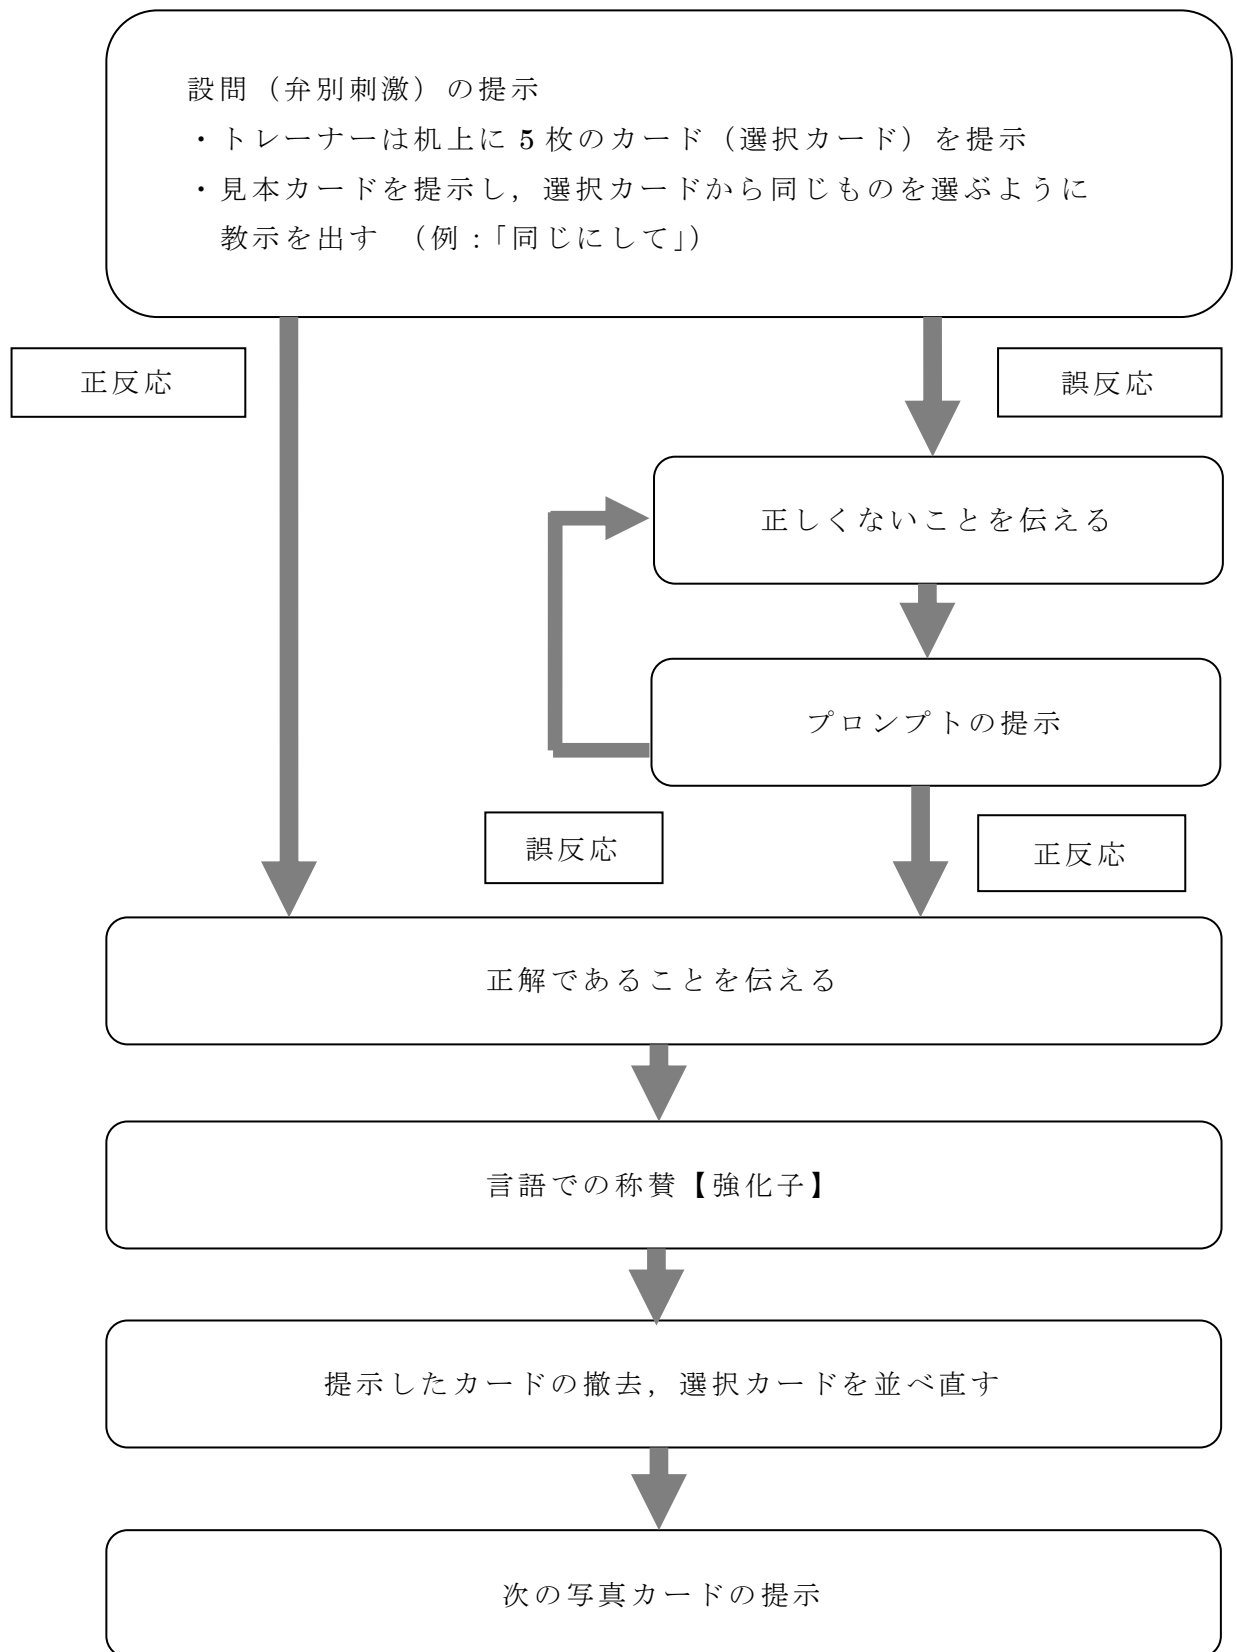 設問（弁別刺激）の提示
・トレーナーは机上に 5 枚のカード（選択カード）を提示
・見本カードを提示し，選択カードから同じものを選ぶように
教示を出す （例：「同じにして」）
正反応
誤反応
正しくないことを伝える
プロンプトの提示
誤反応
正反応
正解であることを伝える
言語での称賛【強化子】
提示したカードの撤去，選択カードを並べ直す
次の写真カードの提示